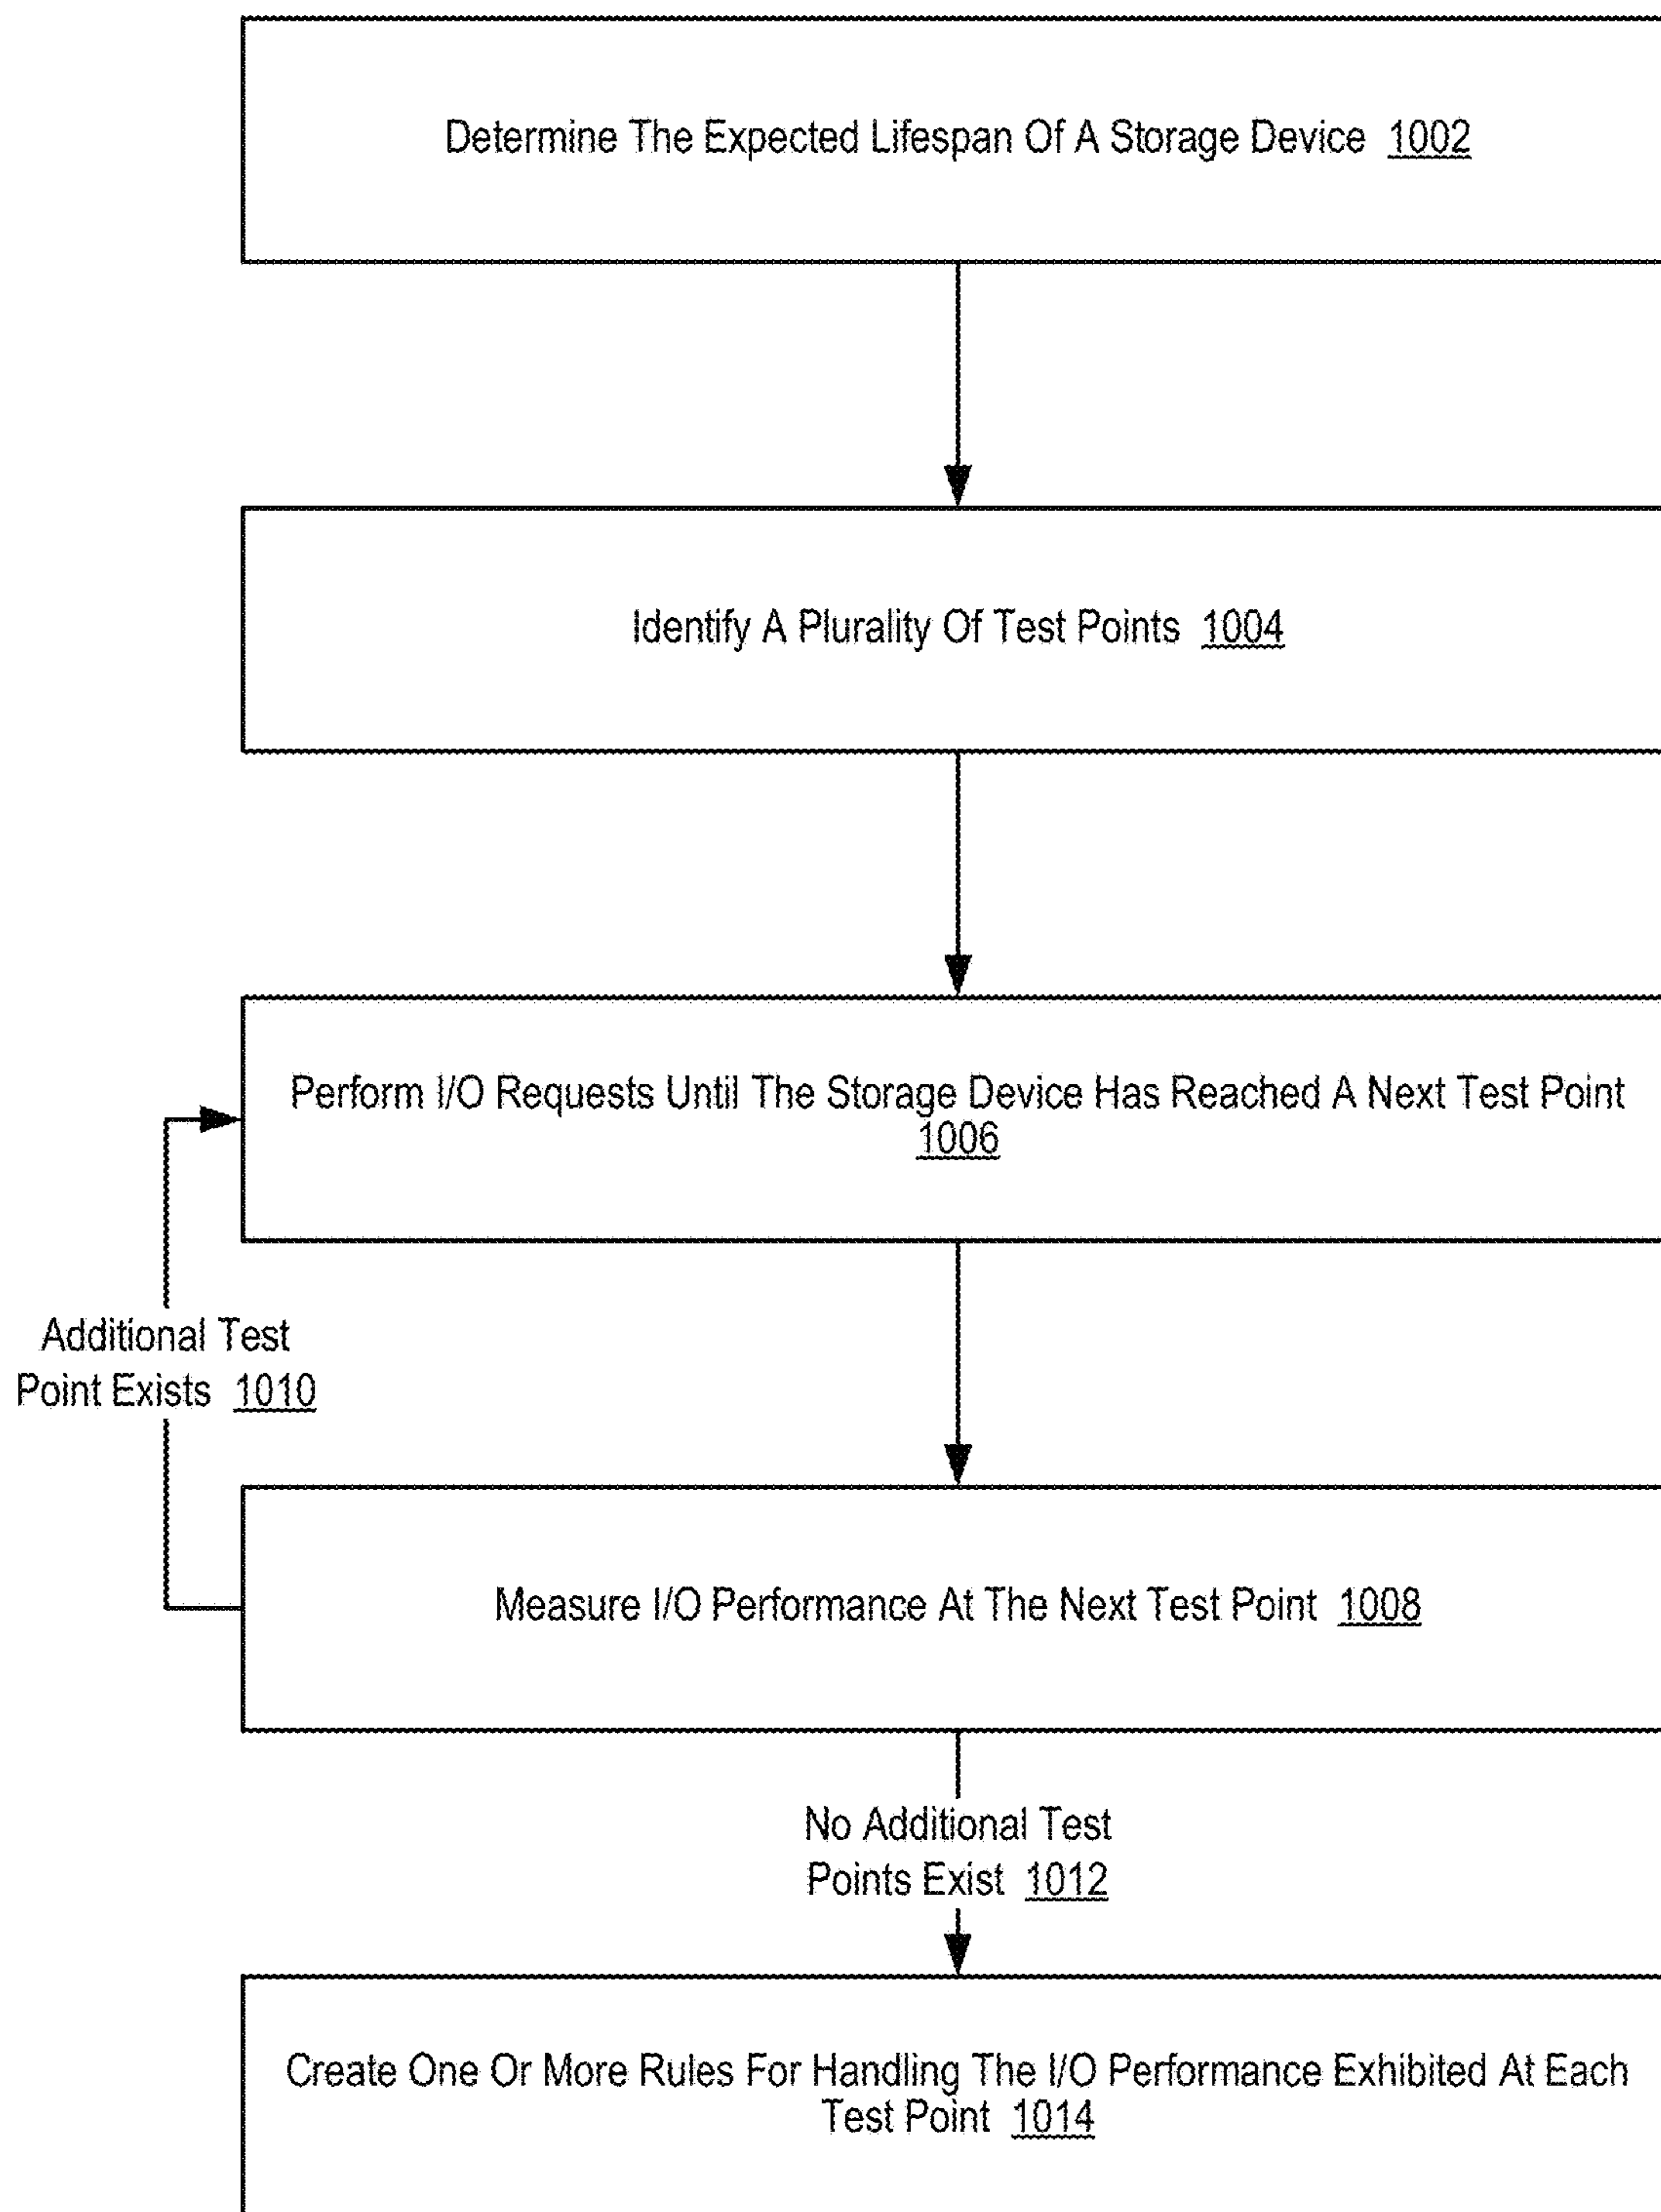 Determine The Expected Lifespan Of A Storage Device 1002
Identify A Plurality Of Test Points 1004
Perform I/O Requests Until The Storage Device Has Reached A Next Test Point
1006
Additional Test
Point Exists 1010
Measure I/O Performance At The Next Test Point 1008
No Additional Test
Points Exist 1012
Create One Or More Rules For Handling The I/O Performance Exhibited At Each
Test Point 1014